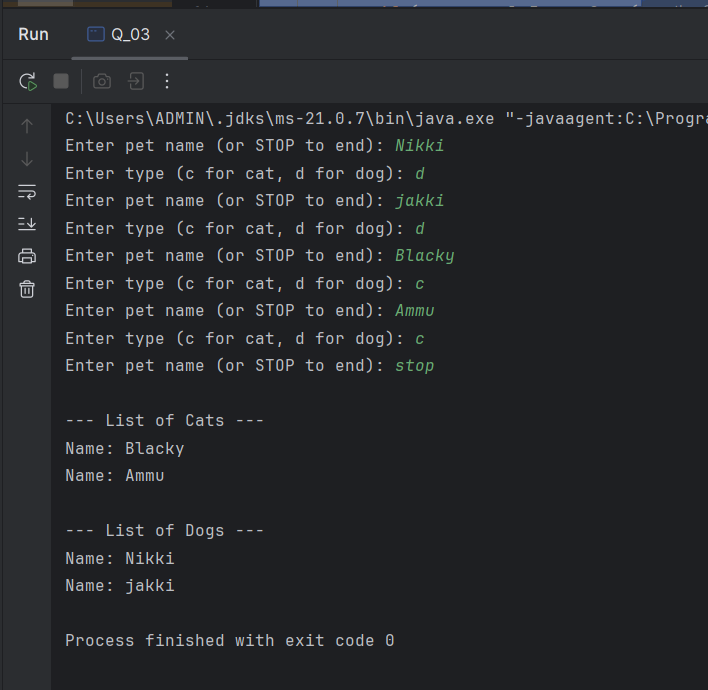 Run Q_03
C:\Users\ADMIN\.jdks\ms-21.0.7\bin\java.exe "-javaagent:C:\Progra
Enter pet name (or STOP to end): Nikki
Enter type (c for cat, d for dog): d
Enter pet name (or STOP to end): jakki
Enter type (c for cat, d for dog): d
Enter pet name (or STOP to end): Blacky
Enter type (c for cat, d for dog): c
Enter pet name (or STOP to end): Ammu
Enter type (c for cat, d for dog): c
Enter pet name (or STOP to end): stop
--- List of Cats ---
Name: Blacky
Name: Ammu
--- List of Dogs ---
Name: Nikki
Name: jakki
Process finished with exit code 0